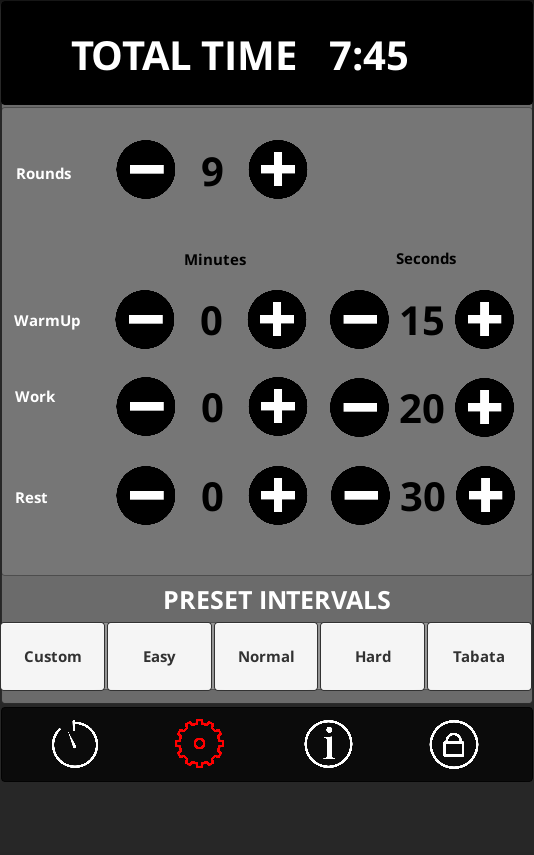 TOTAL TIME 7:45
Rounds 9
Minutes Seconds
WarmUp 0 15
Work 0 20
Rest 0 30
PRESET INTERVALS
Custom Easy Normal Hard Tabata